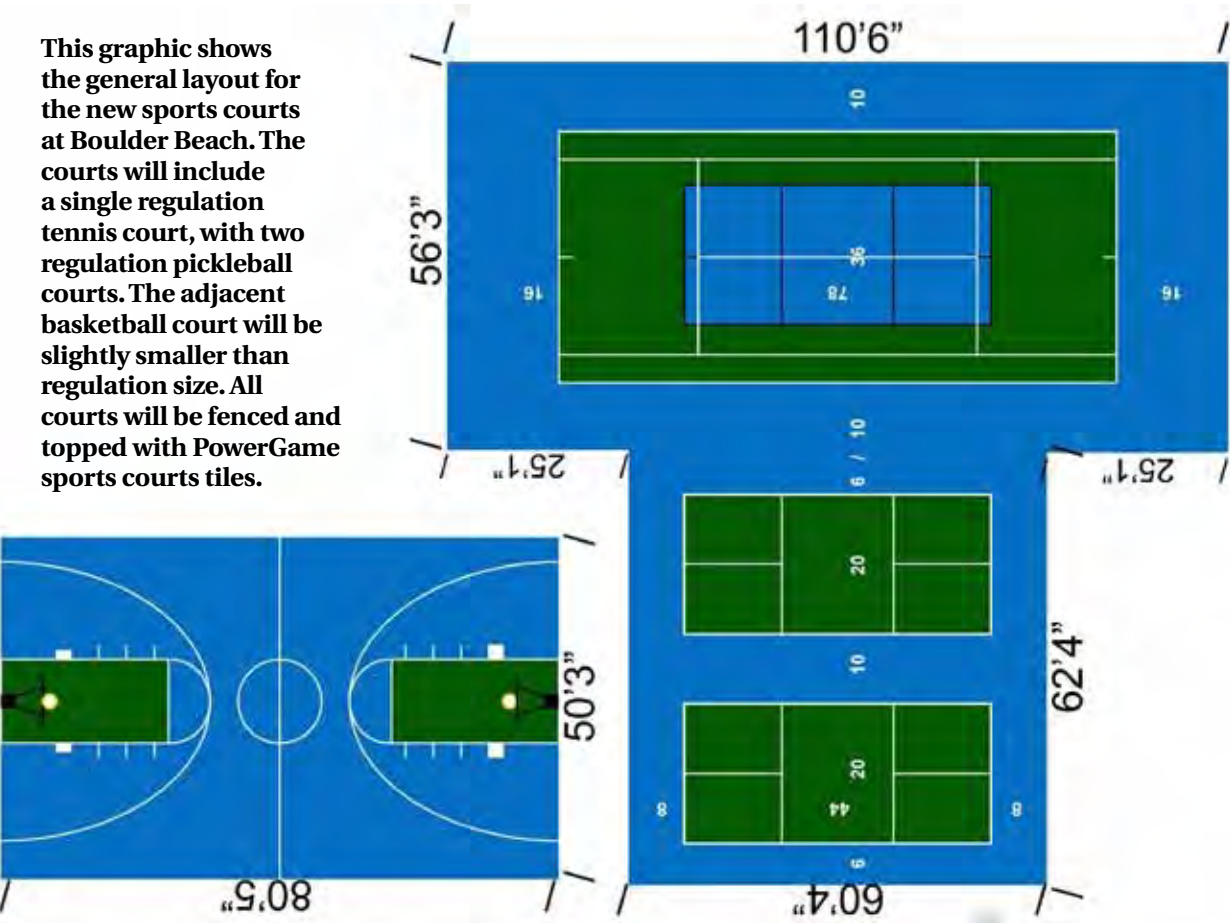 This graphic shows
the general layout for
the new sports courts
at Boulder Beach. The
courts will include
a single regulation
tennis court, with two
regulation pickleball
courts. The adjacent
basketball court will be
slightly smaller than
regulation size. All
courts will be fenced and
topped with PowerGame
sports courts tiles.
110’6”
10
56’3”
36
16
78
16
6 / 10
25’1”
25’1”
20
10
50’3”
62’4”
20
8
44
8
6
80’5”
60’4”